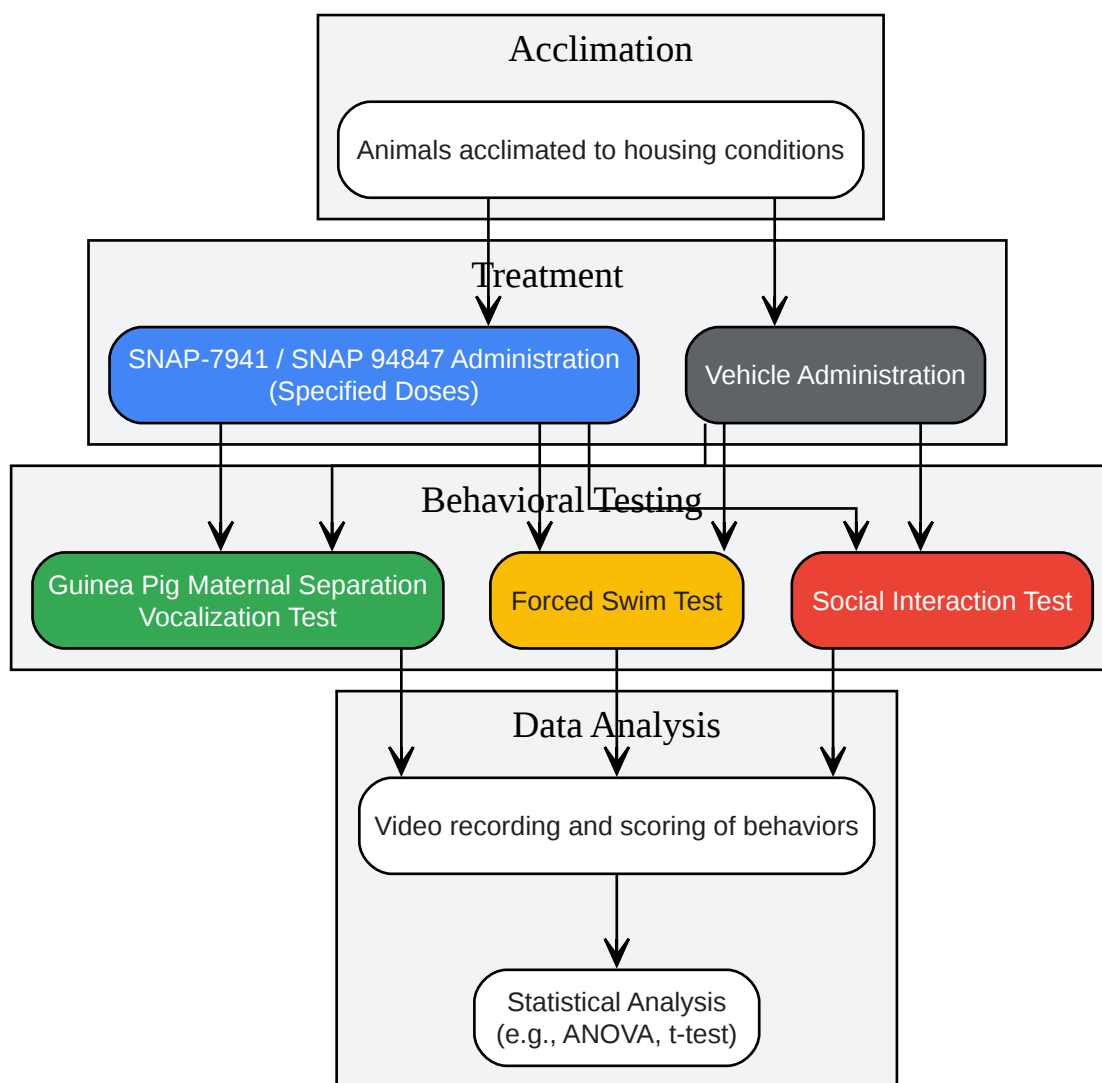 Acclimation
Animals acclimated to housing conditions
Treatment
SNAP-7941 / SNAP 94847 Administration
(Specified Doses)
Vehicle Administration
Behavioral Testing
Guinea Pig Maternal Separation
Vocalization Test
Forced Swim Test
Social Interaction Test
Data Analysis
Video recording and scoring of behaviors
Statistical Analysis
(e.g., ANOVA, t-test)